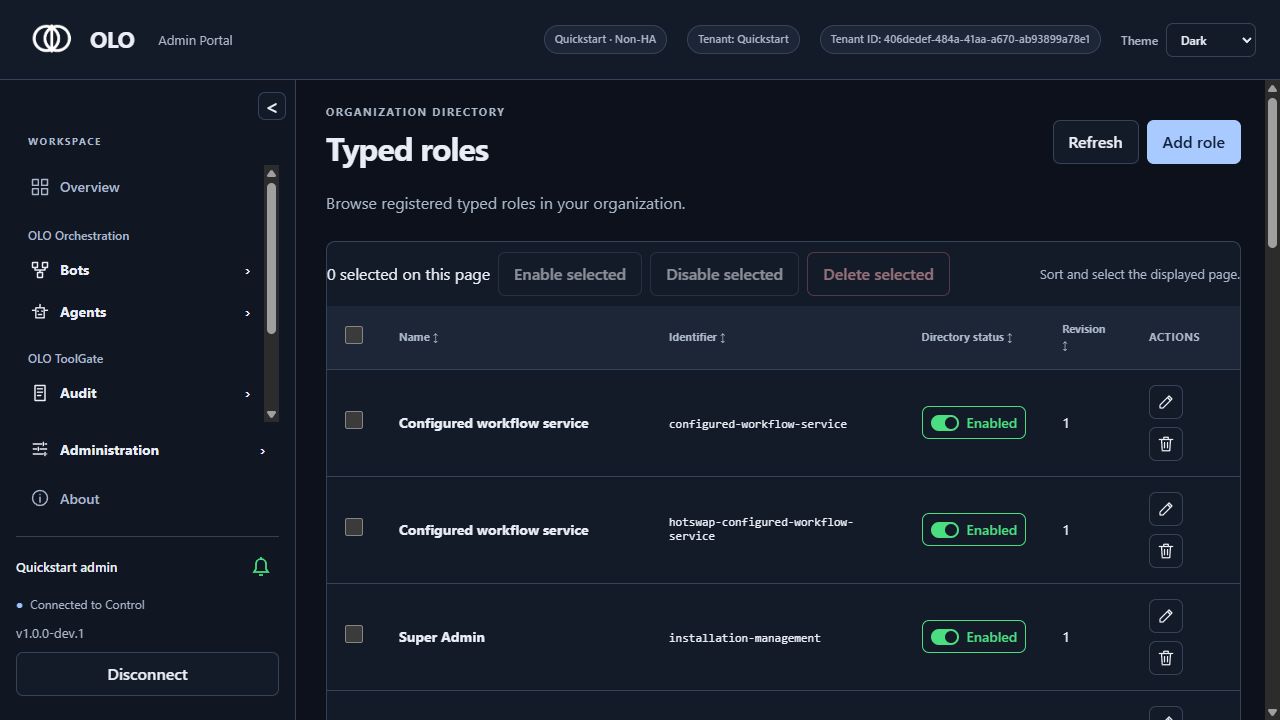 OLO
Admin Portal
Quickstart · Non-HA
Tenant: Quickstart
Tenant ID: 406dedef-484a-41aa-a670-ab93899a78e1
Theme
Dark
<
WORKSPACE
Overview
OLO Orchestration
Bots ›
Agents ›
OLO ToolGate
Audit ›
Administration ›
About
Quickstart admin
Connected to Control
v1.0.0-dev.1
Disconnect
ORGANIZATION DIRECTORY
Typed roles
Refresh
Add role
Browse registered typed roles in your organization.
0 selected on this page
Enable selected
Disable selected
Delete selected
Sort and select the displayed page.
Name ↕
Identifier ↕
Directory status ↕
Revision
↕
ACTIONS
Configured workflow service
configured-workflow-service
Enabled
1
Configured workflow service
hotswap-configured-workflow-
service
Enabled
1
Super Admin
installation-management
Enabled
1